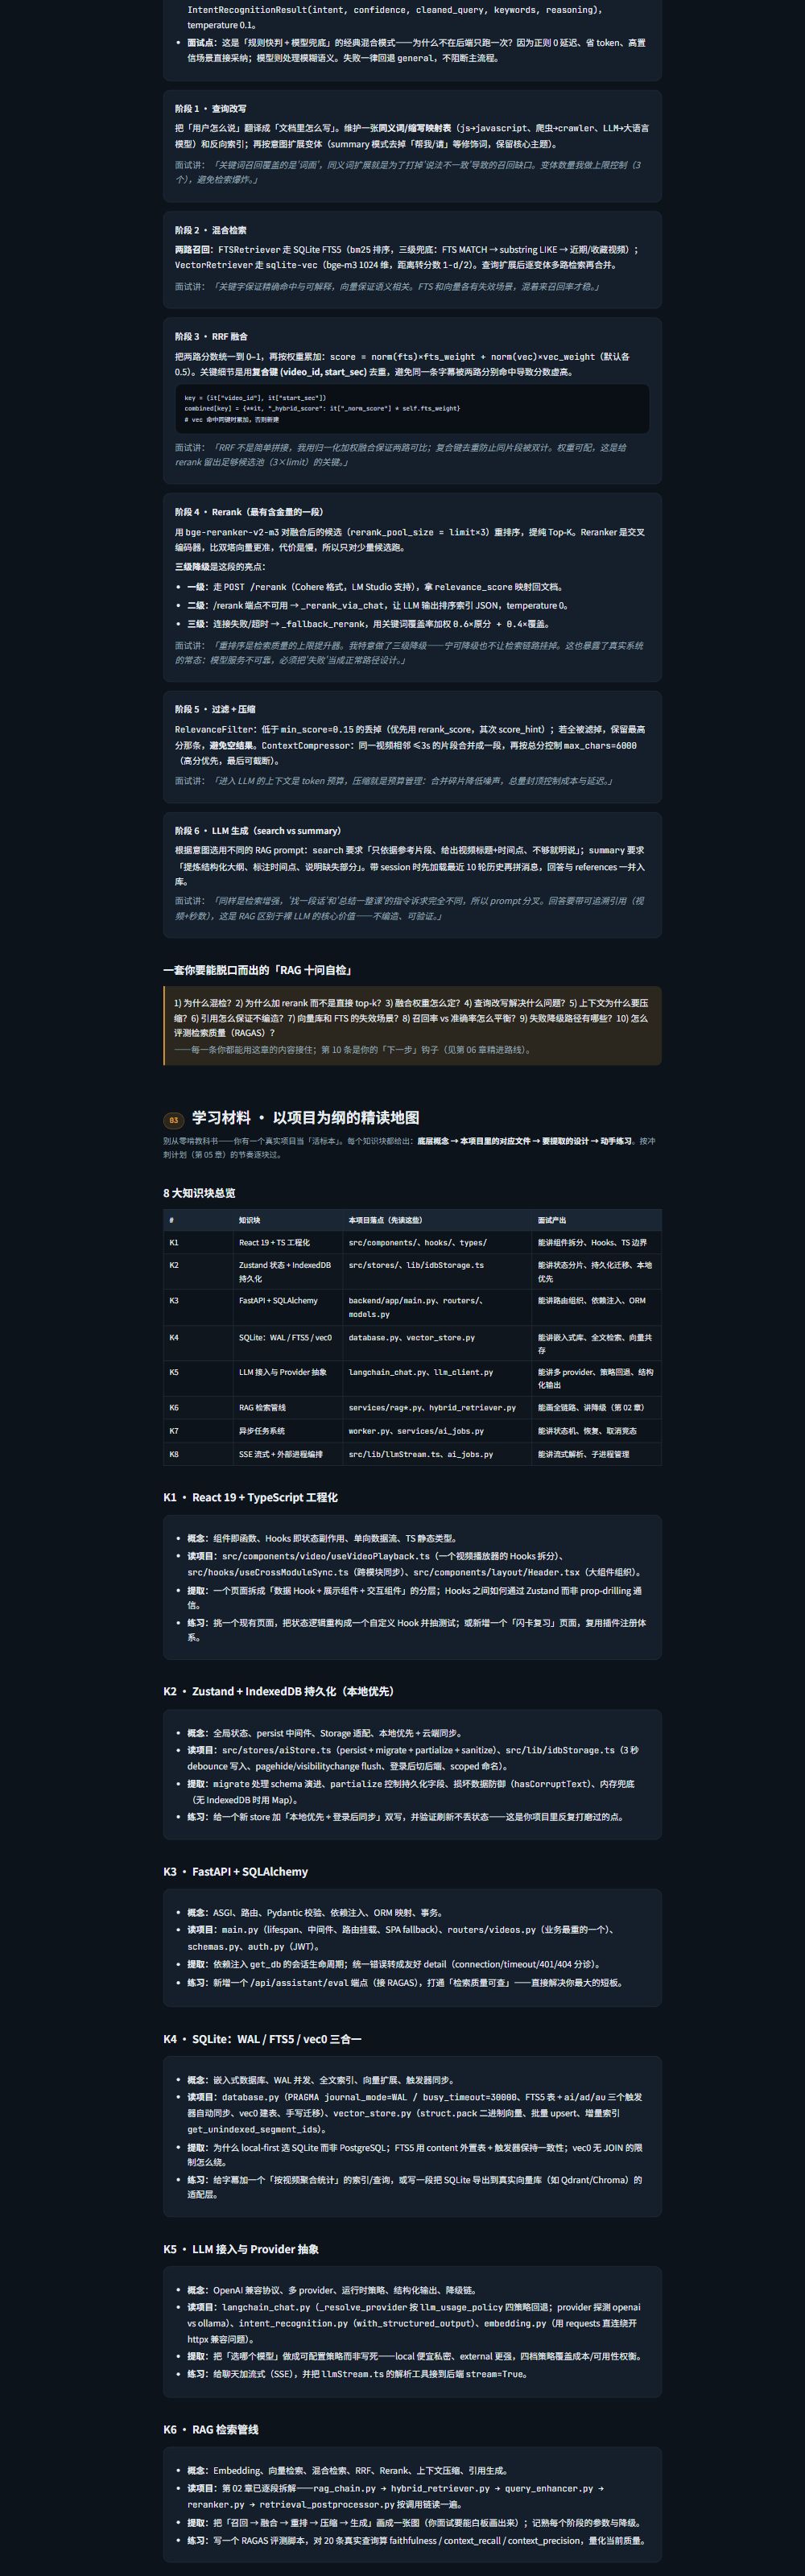 IntentRecognitionResult(intent, confidence, cleaned_query, keywords, reasoning)，
temperature 0.1。
• 面试点：这是「规则快判 + 模型兜底」的经典混合模式——为什么不在后端只跑一次？因为正则 0 延迟、省 token、高置
信场景直接采纳；模型则处理模糊语义。失败一律回退 general，不阻断主流程。
阶段 1 · 查询改写
把「用户怎么说」翻译成「文档里怎么写」。维护一张同义词/缩写映射表（js→javascript、爬虫→crawler、LLM→大语言
模型）和反向索引；再按意图扩展变体（summary 模式去掉「帮我/请」等修饰词，保留核心主题）。
面试讲：「关键词召回覆盖的是'词面'，同义词扩展就是为了打掉'说法不一致'导致的召回缺口。变体数量我做上限控制（3
个），避免检索爆炸。」
阶段 2 · 混合检索
两路召回：FTSRetriever 走 SQLite FTS5（bm25 排序，三级兜底：FTS MATCH → substring LIKE → 近期/收藏视频）；
VectorRetriever 走 sqlite-vec（bge-m3 1024 维，距离转分数 1-d/2）。查询扩展后逐变体多路检索再合并。
面试讲：「关键字保证精确命中与可解释，向量保证语义相关。FTS 和向量各有失效场景，混着来召回率才稳。」
阶段 3 · RRF 融合
把两路分数统一到 0–1，再按权重累加：score = norm(fts)×fts_weight + norm(vec)×vec_weight（默认各
0.5）。关键细节是用复合键 (video_id, start_sec) 去重，避免同一条字幕被两路分别命中导致分数虚高。
key = (it["video_id"], it["start_sec"])
combined[key] = {**it, "_hybrid_score": it["_norm_score"] * self.fts_weight}
# vec 命中同键时累加，否则新建
面试讲：「RRF 不是简单拼接，我用归一化加权融合保证两路可比；复合键去重防止同片段被双计。权重可配，这是给
rerank 留出足够候选池（3×limit）的关键。」
阶段 4 · Rerank（最有含金量的一段）
用 bge-reranker-v2-m3 对融合后的候选（rerank_pool_size = limit×3）重排序，提纯 Top-K。Reranker 是交叉
编码器，比双塔向量更准，代价是慢，所以只对少量候选跑。
三级降级是这段的亮点：
• 一级：走 POST /rerank（Cohere 格式，LM Studio 支持），拿 relevance_score 映射回文档。
• 二级：/rerank 端点不可用 → _rerank_via_chat，让 LLM 输出排序索引 JSON，temperature 0。
• 三级：连接失败/超时 → _fallback_rerank，用关键词覆盖率加权 0.6×原分 + 0.4×覆盖。
面试讲：「重排序是检索质量的上限提升器。我特意做了三级降级——宁可降级也不让检索链路挂掉。这也暴露了真实系统
的常态：模型服务不可靠，必须把'失败'当成正常路径设计。」
阶段 5 · 过滤 + 压缩
RelevanceFilter：低于 min_score=0.15 的丢掉（优先用 rerank_score，其次 score_hint）；若全被滤掉，保留最高
分那条，避免空结果。ContextCompressor：同一视频相邻 ≤3s 的片段合并成一段，再按总分控制 max_chars=6000
（高分优先，最后可截断）。
面试讲：「进入 LLM 的上下文是 token 预算，压缩就是预算管理：合并碎片降低噪声，总量封顶控制成本与延迟。」
阶段 6 · LLM 生成（search vs summary）
根据意图选用不同的 RAG prompt：search 要求「只依据参考片段、给出视频标题+时间点、不够就明说」；summary 要求
「提炼结构化大纲、标注时间点、说明缺失部分」。带 session 时先加载最近 10 轮历史再拼消息，回答与 references 一并入
库。
面试讲：「同样是检索增强，'找一段话'和'总结一整课'的指令诉求完全不同，所以 prompt 分叉。回答要带可追溯引用（视
频+秒数），这是 RAG 区别于裸 LLM 的核心价值——不编造、可验证。」
一套你要能脱口而出的「RAG 十问自检」
1) 为什么混检？2) 为什么加 rerank 而不是直接 top-k？3) 融合权重怎么定？4) 查询改写解决什么问题？5) 上下文为什么要压
缩？6) 引用怎么保证不编造？7) 向量库和 FTS 的失效场景？8) 召回率 vs 准确率怎么平衡？9) 失败降级路径有哪些？10) 怎么
评测检索质量（RAGAS）？
——每一条你都能用这章的内容接住；第 10 条是你的「下一步」钩子（见第 06 章精进路线）。
03 学习材料 · 以项目为纲的精读地图
别从零啃教科书——你有一个真实项目当「活标本」。每个知识块都给出：底层概念 → 本项目里的对应文件 → 要提取的设计 → 动手练习。按冲
刺计划（第 05 章）的节奏逐块过。
8 大知识块总览
# 知识块 本项目落点（先读这些） 面试产出
K1 React 19 + TS 工程化 src/components/、hooks/、types/ 能讲组件拆分、Hooks、TS 边界
K2 Zustand 状态 + IndexedDB 持久化 src/stores/、lib/idbStorage.ts 能讲状态分片、持久化迁移、本地优先
K3 FastAPI + SQLAlchemy backend/app/main.py、routers/、models.py 能讲路由组织、依赖注入、ORM
K4 SQLite：WAL / FTS5 / vec0 database.py、vector_store.py 能讲嵌入式库、全文检索、向量共存
K5 LLM 接入与 Provider 抽象 langchain_chat.py、llm_client.py 能讲多 provider、策略回退、结构化输出
K6 RAG 检索管线 services/rag*.py、hybrid_retriever.py 能画全链路、讲降级（第 02 章）
K7 异步任务系统 worker.py、services/ai_jobs.py 能讲状态机、恢复、取消竞态
K8 SSE 流式 + 外部进程编排 src/lib/llmStream.ts、ai_jobs.py 能讲流式解析、子进程管理
K1 · React 19 + TypeScript 工程化
• 概念：组件即函数、Hooks 即状态副作用、单向数据流、TS 静态类型。
• 读项目：src/components/video/useVideoPlayback.ts（一个视频播放器的 Hooks 拆分）、
src/hooks/useCrossModuleSync.ts（跨模块同步）、src/components/layout/Header.tsx（大组件组织）。
• 提取：一个页面拆成「数据 Hook + 展示组件 + 交互组件」的分层；Hooks 之间如何通过 Zustand 而非 prop-drilling 通
信。
• 练习：挑一个现有页面，把状态逻辑重构成一个自定义 Hook 并抽测试；或新增一个「闪卡复习」页面，复用组件注册体
系。
K2 · Zustand + IndexedDB 持久化（本地优先）
• 概念：全局状态、persist 中间件、Storage 适配、本地优先 + 云端同步。
• 读项目：src/stores/aiStore.ts（persist + migrate + partialize + sanitize）、src/lib/idbStorage.ts（3 秒
debounce 写入、pagehide/visibilitychange flush、登录后切后端、scoped 命名）。
• 提取：migrate 处理 schema 演进、partialize 控制持久化字段、损坏数据防御（hasCorruptText）、内存兜底
（无 IndexedDB 时用 Map）。
• 练习：给一个新 store 加「本地优先 + 登录后同步」双写，并验证刷新不丢状态——这是你项目里反复打磨过的点。
K3 · FastAPI + SQLAlchemy
• 概念：ASGI、路由、Pydantic 校验、依赖注入、ORM 映射、事务。
• 读项目：main.py（lifespan、中间件、路由挂载、SPA fallback）、routers/videos.py（业务最重的一个）、
schemas.py、auth.py（JWT）。
• 提取：依赖注入 get_db 的会话生命周期；统一错误转成友好 detail（connection/timeout/401/404 分诊）。
• 练习：新增一个 /api/assistant/eval 端点（接 RAGAS），打通「检索质量可查」——直接解决你最大的短板。
K4 · SQLite：WAL / FTS5 / vec0 三合一
• 概念：嵌入式数据库、WAL 并发、全文索引、向量扩展、触发器同步。
• 读项目：database.py（PRAGMA journal_mode=WAL / busy_timeout=30000、FTS5 表 + ai/ad/au 三个触发
器自动同步、vec0 建表、手写迁移）、vector_store.py（struct.pack 二进制向量、批量 upsert、增量索引
get_unindexed_segment_ids）。
• 提取：为什么 local-first 选 SQLite 而非 PostgreSQL；FTS5 用 content 外置表 + 触发器保持一致性；vec0 无 JOIN 的限
制怎么绕。
• 练习：给字幕加一个「按视频聚合统计」的索引/查询，或写一段把 SQLite 导出到真实向量库（如 Qdrant/Chroma）的
适配层。
K5 · LLM 接入与 Provider 抽象
• 概念：OpenAI 兼容协议、多 provider、运行时策略、结构化输出、降级链。
• 读项目：langchain_chat.py（_resolve_provider 按 llm_usage_policy 四策略回退；provider 探测 openai
vs ollama）、intent_recognition.py（with_structured_output）、embedding.py（用 requests 直连绕开
httpx 兼容问题）。
• 提取：把「选哪个模型」做成可配置策略而非写死——local 便宜私密、external 更强，四档策略覆盖成本/可用性权衡。
• 练习：给聊天加流式（SSE），并把 llmStream.ts 的解析工具接到后端 stream=True。
K6 · RAG 检索管线
• 概念：Embedding、向量检索、混合检索、RRF、Rerank、上下文压缩、引用生成。
• 读项目：第 02 章已逐段拆解——rag_chain.py → hybrid_retriever.py → query_enhancer.py →
reranker.py → retrieval_postprocessor.py 按调用链读一遍。
• 提取：把「召回 → 融合 → 重排 → 压缩 → 生成」画成一张图（你面试要能白板画出来）；记熟每个阶段的参数与降级。
• 练习：写一个 RAGAS 评测脚本，对 20 条真实查询算 faithfulness / context_recall / context_precision，量化当前质量。